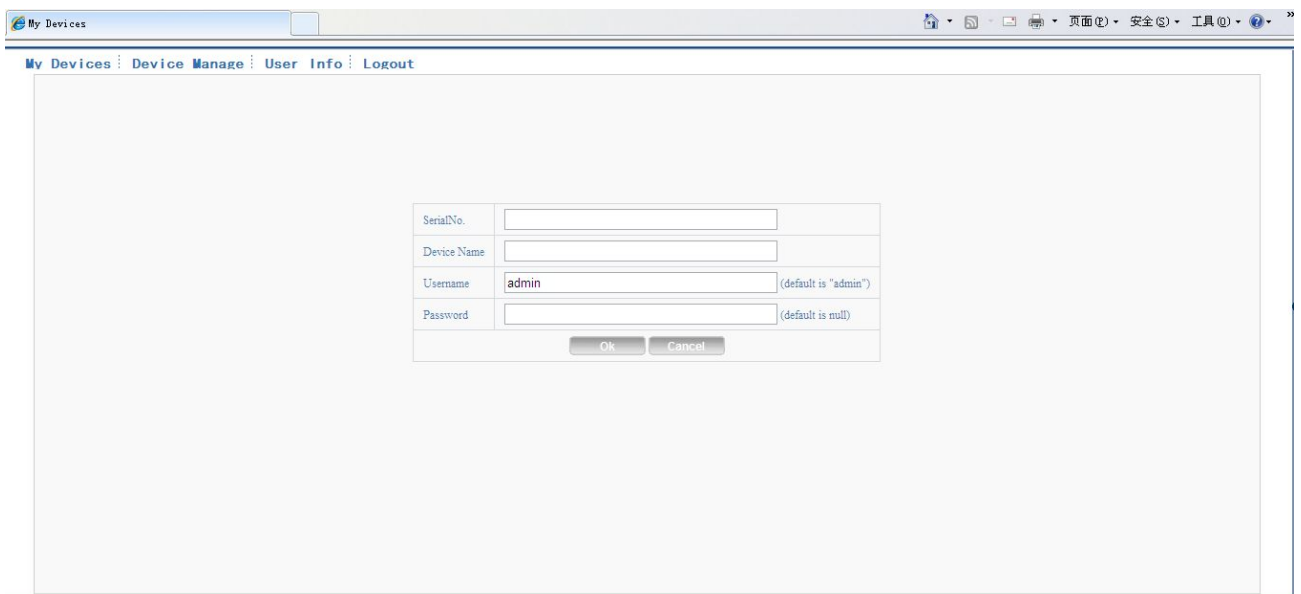 My Devices
页面(P) 安全(S) 工具(O) »
My Devices Device Manage User Info Logout
SerialNo.
Device Name
Username admin (default is "admin")
Password (default is null)
Ok Cancel